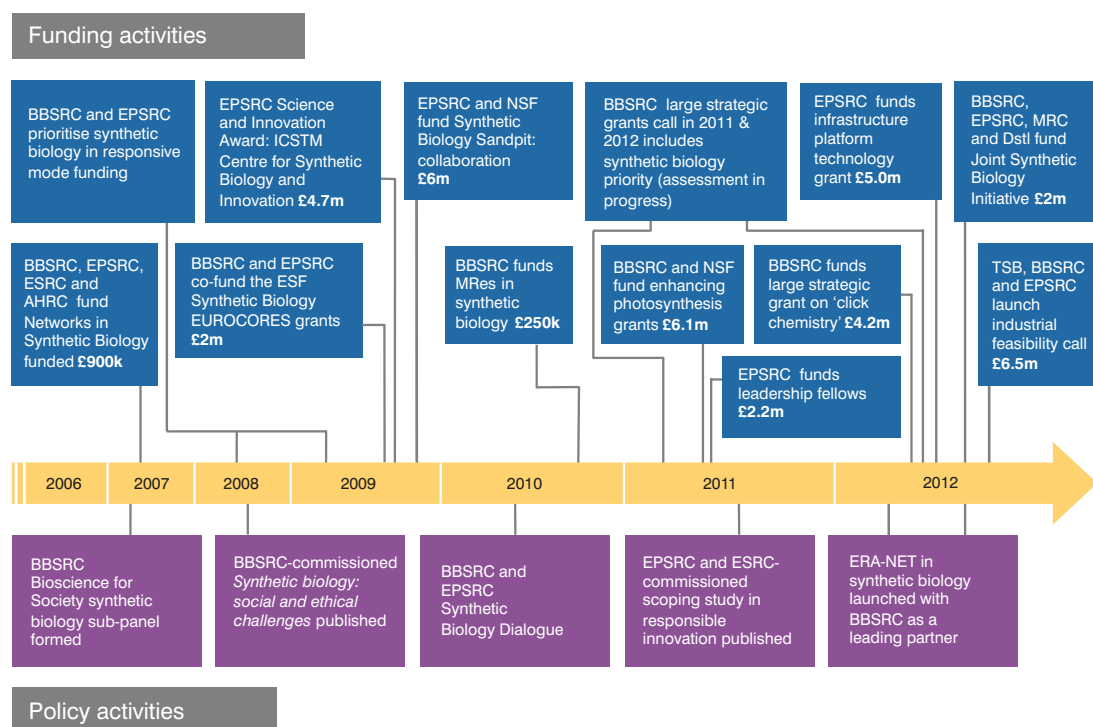 Funding activities
BBSRC and EPSRC
prioritise synthetic
biology in responsive
mode funding
EPSRC Science
and Innovation
Award: ICSTM
Centre for Synthetic
Biology and
Innovation £4.7m
EPSRC and NSF
fund Synthetic
Biology Sandpit:
collaboration
£6m
BBSRC large strategic
grants call in 2011 &
2012 includes
synthetic biology
priority (assessment in
progress)
EPSRC funds
infrastructure
platform
technology
grant £5.0m
BBSRC,
EPSRC, MRC
and Dstl fund
Joint Synthetic
Biology
Initiative £2m
BBSRC, EPSRC,
ESRC and
AHRC fund
Networks in
Synthetic Biology
funded £900k
BBSRC and EPSRC
co-fund the ESF
Synthetic Biology
EUROCORES grants
£2m
BBSRC funds
MRes in
synthetic
biology £250k
BBSRC and NSF
fund enhancing
photosynthesis
grants £6.1m
BBSRC funds
large strategic
grant on ‘click
chemistry’ £4.2m
TSB, BBSRC
and EPSRC
launch
industrial
feasibility call
£6.5m
EPSRC funds
leadership fellows
£2.2m
2006 2007 2008 2009 2010 2011 2012
BBSRC
Bioscience for
Society synthetic
biology sub-panel
formed
BBSRC-commissioned
Synthetic biology:
social and ethical
challenges published
BBSRC and
EPSRC
Synthetic
Biology Dialogue
EPSRC and ESRC-
commissioned
scoping study in
responsible
innovation published
ERA-NET in
synthetic biology
launched with
BBSRC as a
leading partner
Policy activities